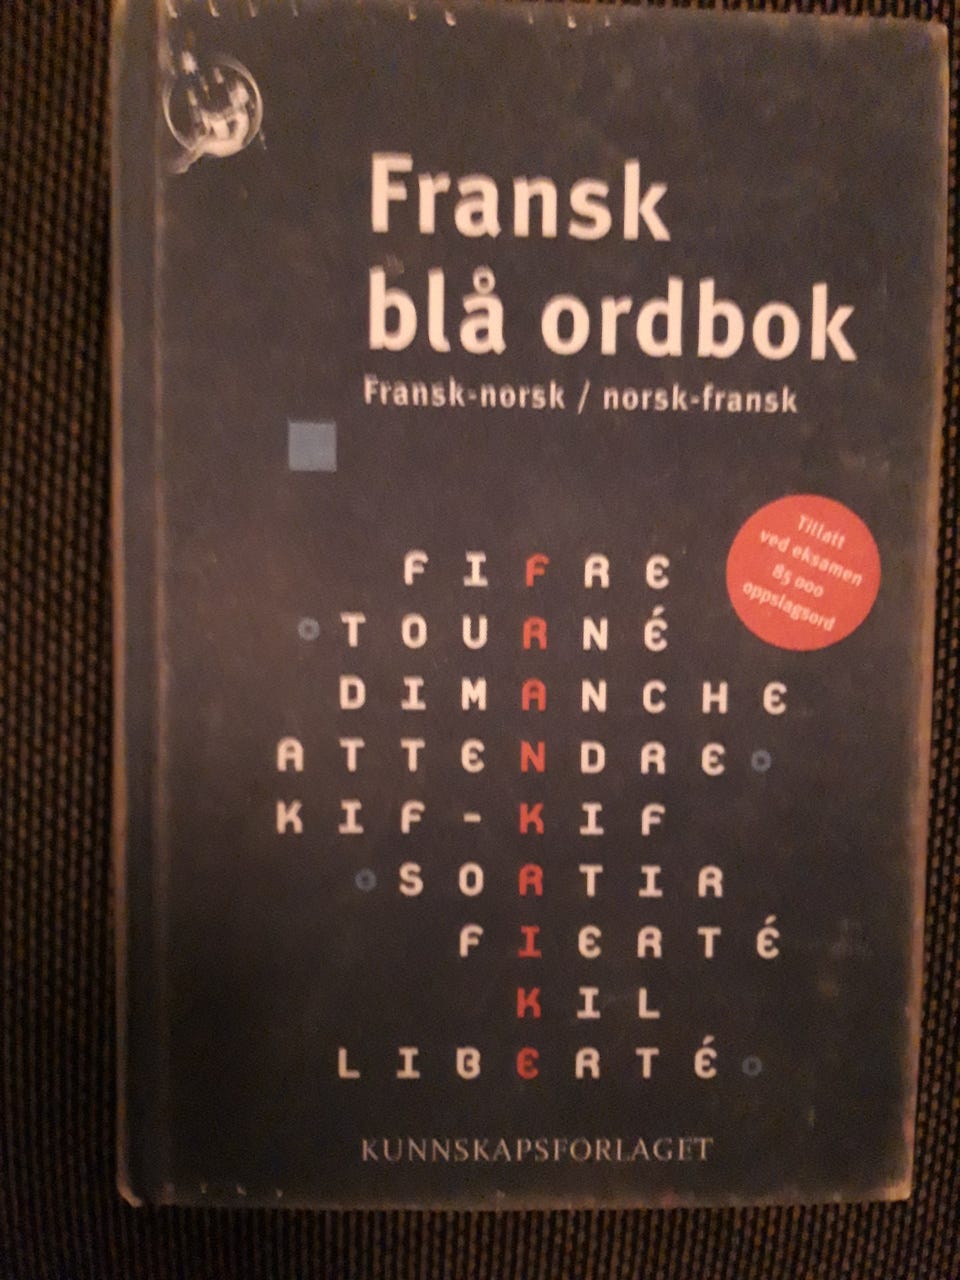 Fransk
blå ordbok
Fransk-norsk / norsk-fransk
Tillatt
ved eksamen
85 000
oppslagsord
FIFRE
TOURNÉ
DIMANCHE
ATTENDRE
KIF-KIF
SORTIR
FIERTÉ
KIL
LIBERTÉ
KUNNSKAPSFORLAGET